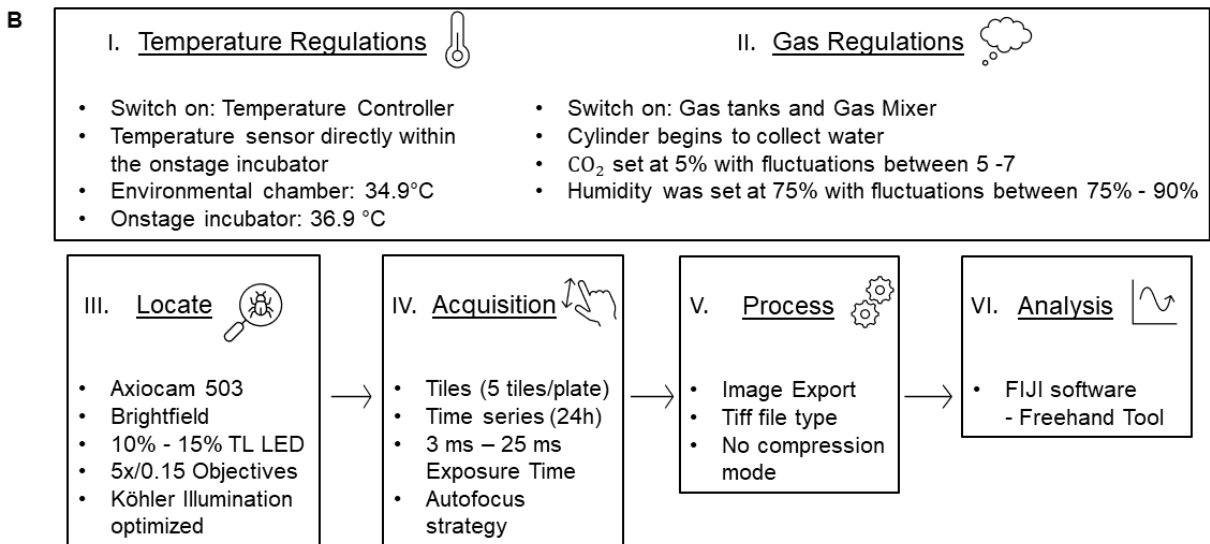 B
I. Temperature Regulations
• Switch on: Temperature Controller
• Temperature sensor directly within
the onstage incubator
• Environmental chamber: 34.9°C
• Onstage incubator: 36.9 °C
II. Gas Regulations
• Switch on: Gas tanks and Gas Mixer
• Cylinder begins to collect water
• CO₂ set at 5% with fluctuations between 5 -7
• Humidity was set at 75% with fluctuations between 75% - 90%
III. Locate
• Axiocam 503
• Brightfield
• 10% - 15% TL LED
• 5x/0.15 Objectives
• Köhler Illumination
optimized
IV. Acquisition
• Tiles (5 tiles/plate)
• Time series (24h)
• 3 ms – 25 ms
Exposure Time
• Autofocus
strategy
V. Process
• Image Export
• Tiff file type
• No compression
mode
VI. Analysis
• FIJI software
- Freehand Tool